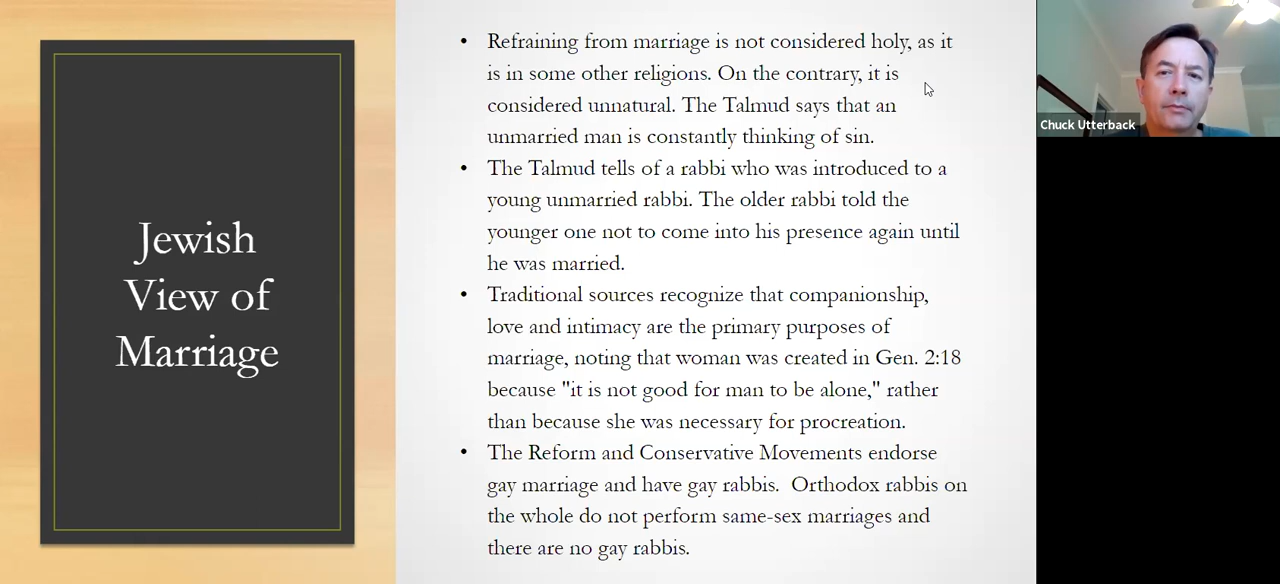 Jewish
View of
Marriage
• Refraining from marriage is not considered holy, as it
is in some other religions. On the contrary, it is
considered unnatural. The Talmud says that an
unmarried man is constantly thinking of sin.
• The Talmud tells of a rabbi who was introduced to a
young unmarried rabbi. The older rabbi told the
younger one not to come into his presence again until
he was married.
• Traditional sources recognize that companionship,
love and intimacy are the primary purposes of
marriage, noting that woman was created in Gen. 2:18
because "it is not good for man to be alone," rather
than because she was necessary for procreation.
• The Reform and Conservative Movements endorse
gay marriage and have gay rabbis.  Orthodox rabbis on
the whole do not perform same-sex marriages and
there are no gay rabbis.
Chuck Utterback